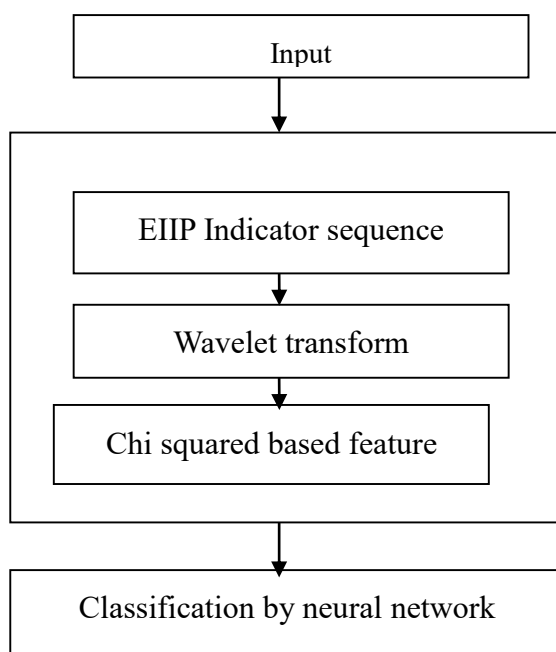 Input
EIIP Indicator sequence
Wavelet transform
Chi squared based feature
Classification by neural network